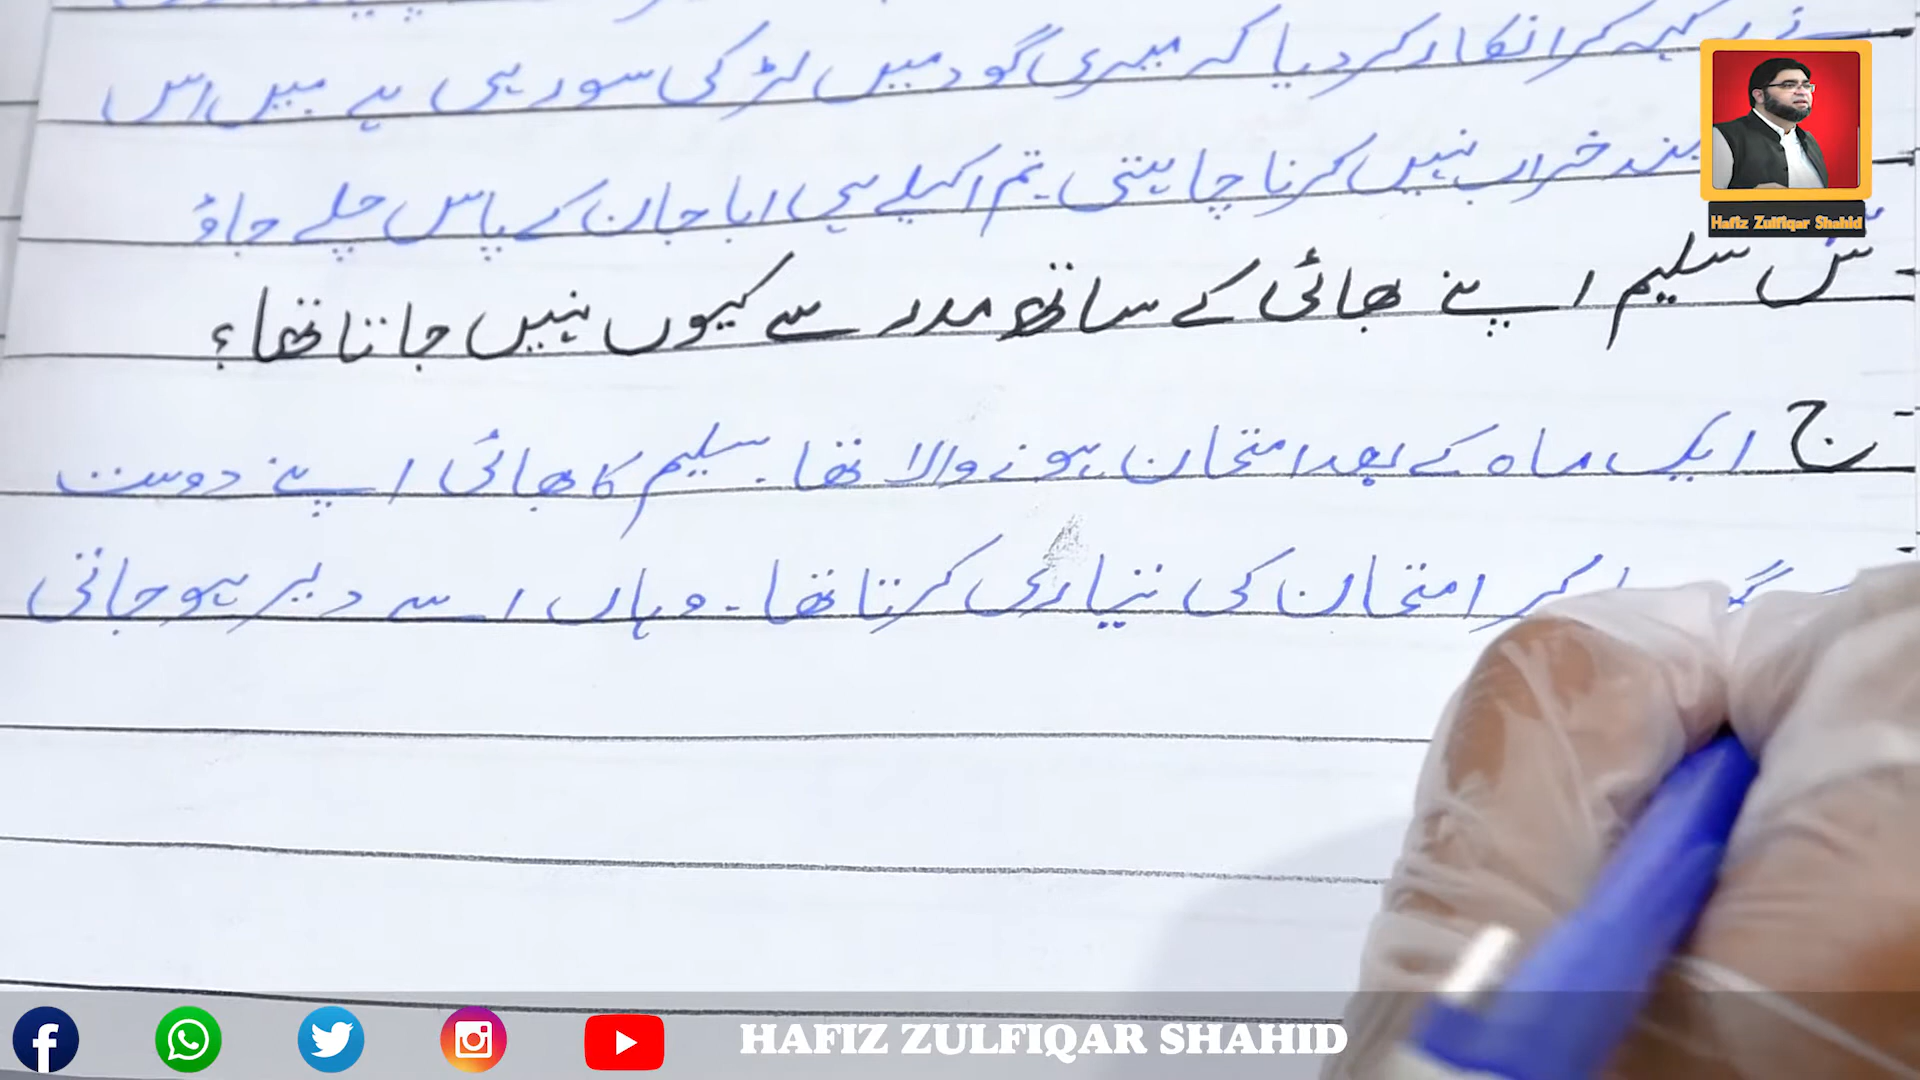 نے یہ کہہ کر انکار کر دیا کہ میری گود میں لڑکی سو رہی ہے میں اس
نیند خراب نہیں کرنا چاہتی۔ تم اکیلے ہی ابا جان کے پاس چلے جاؤ
س سلیم اپنے بھائی کے ساتھ مدرسے کیوں نہیں جاتا تھا؟
ج ایک ماہ کے بعد امتحان ہونے والا تھا۔ سلیم کا بھائی اپنے دوست
کر امتحان کی تیاری کرتا تھا۔ وہاں اسے دیر ہو جاتی
Hafiz Zulfiqar Shahid
HAFIZ ZULFIQAR SHAHID